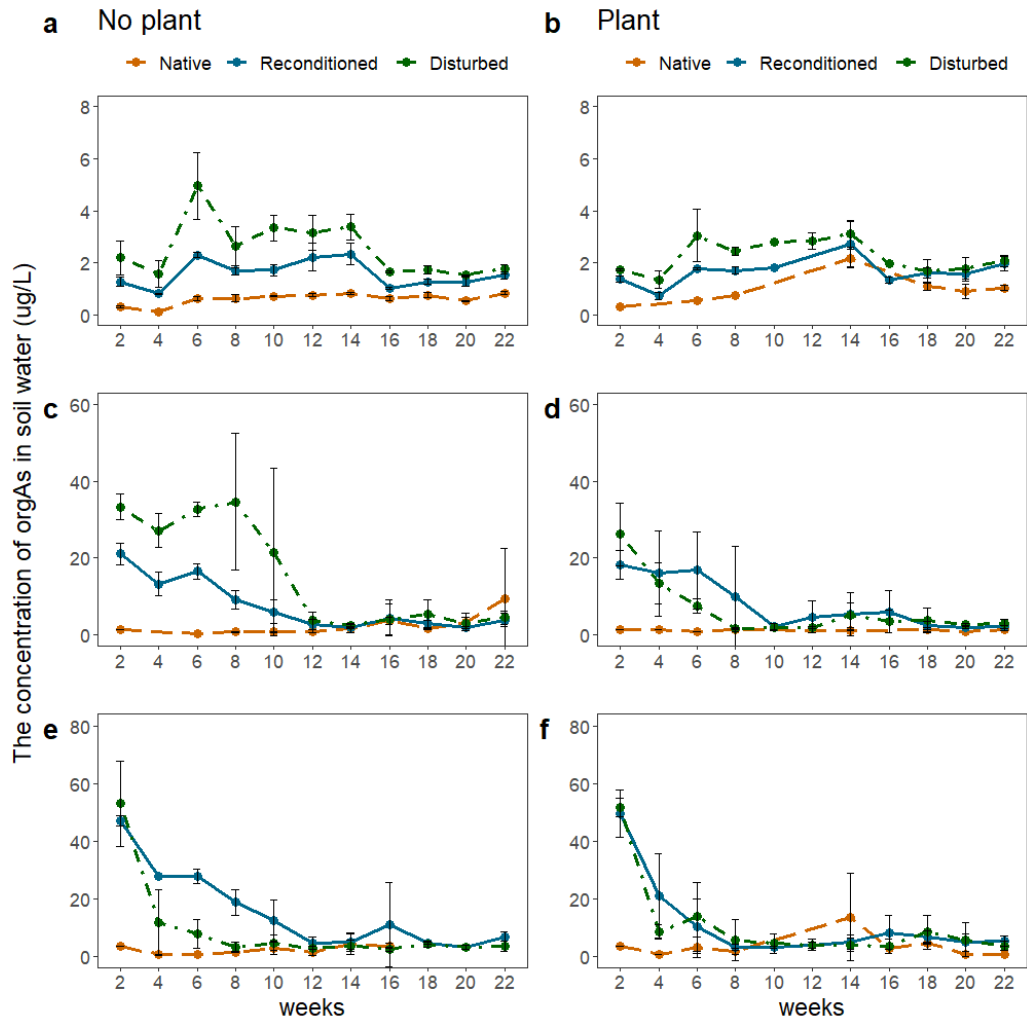 a No plant
b Plant
Native Reconditioned Disturbed
Native Reconditioned Disturbed
The concentration of orgAs in soil water (ug/L)
8
6
4
2
0
2 4 6 8 10 12 14 16 18 20 22
8
6
4
2
0
2 4 6 8 10 12 14 16 18 20 22
c
60
40
20
0
2 4 6 8 10 12 14 16 18 20 22
d
60
40
20
0
2 4 6 8 10 12 14 16 18 20 22
e
80
60
40
20
0
2 4 6 8 10 12 14 16 18 20 22
weeks
f
80
60
40
20
0
2 4 6 8 10 12 14 16 18 20 22
weeks